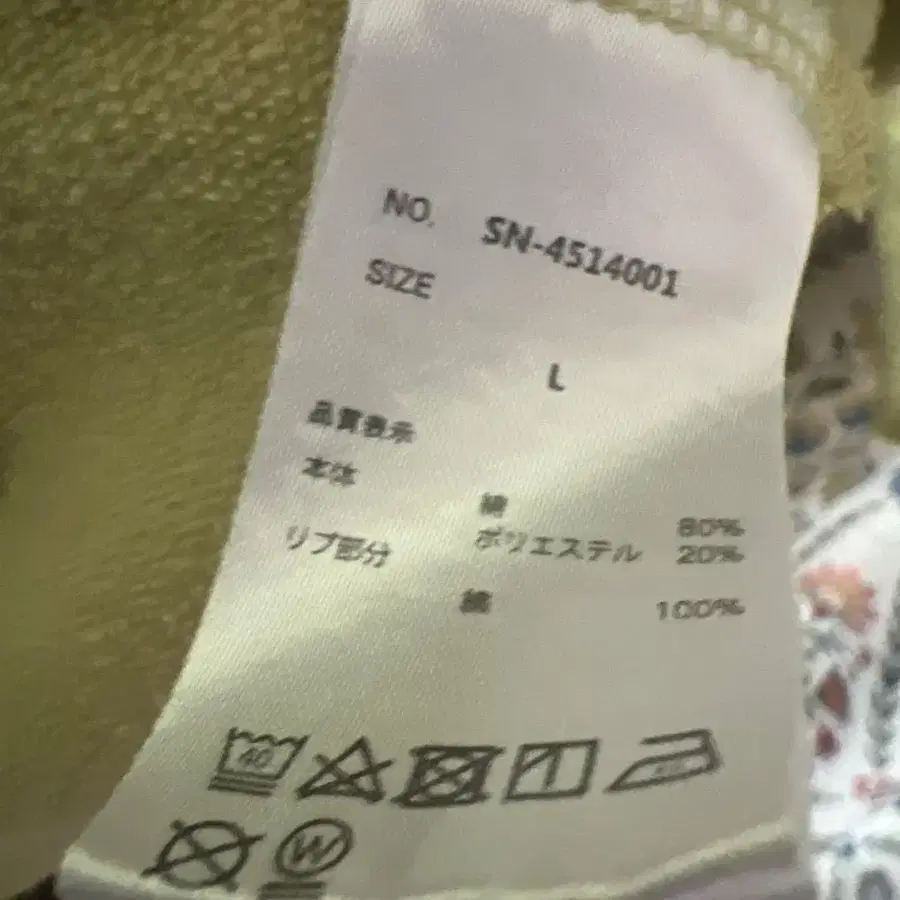 NO. SN-4514001
SIZE
L
品質表示
本体
綿 80%
ポリエステル 20%
リブ部分
綿 100%
40
W